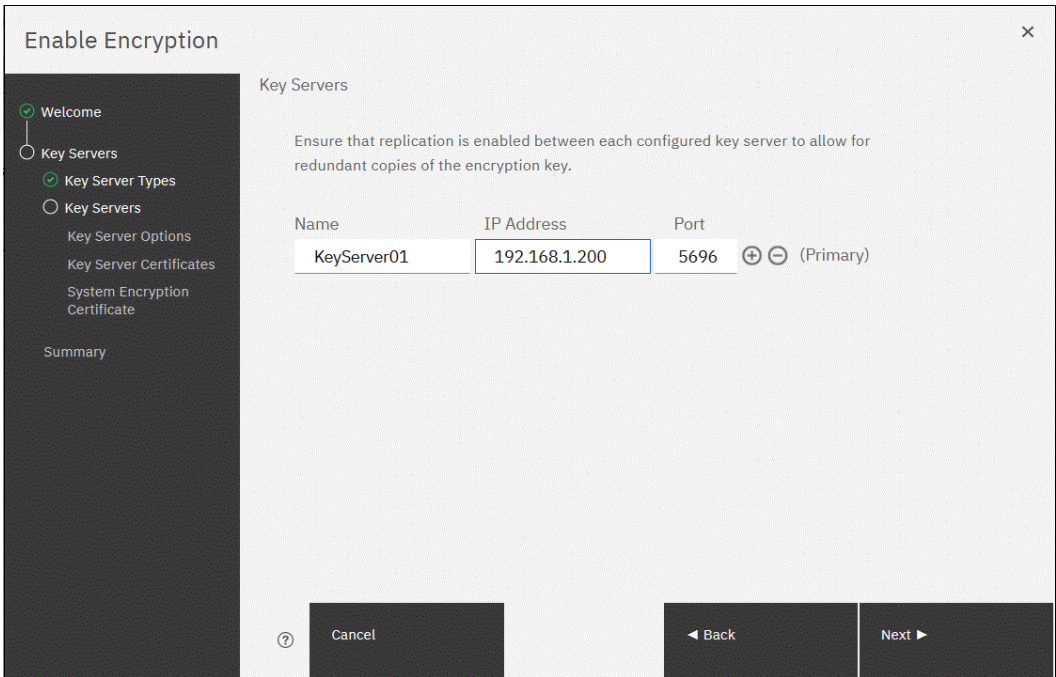 Enable Encryption
×
Welcome
Key Servers
Key Server Types
Key Servers
Key Server Options
Key Server Certificates
System Encryption
Certificate
Summary
Key Servers
Ensure that replication is enabled between each configured key server to allow for
redundant copies of the encryption key.
Name IP Address Port
KeyServer01 192.168.1.200 5696 (Primary)
? Cancel ◄ Back Next ►